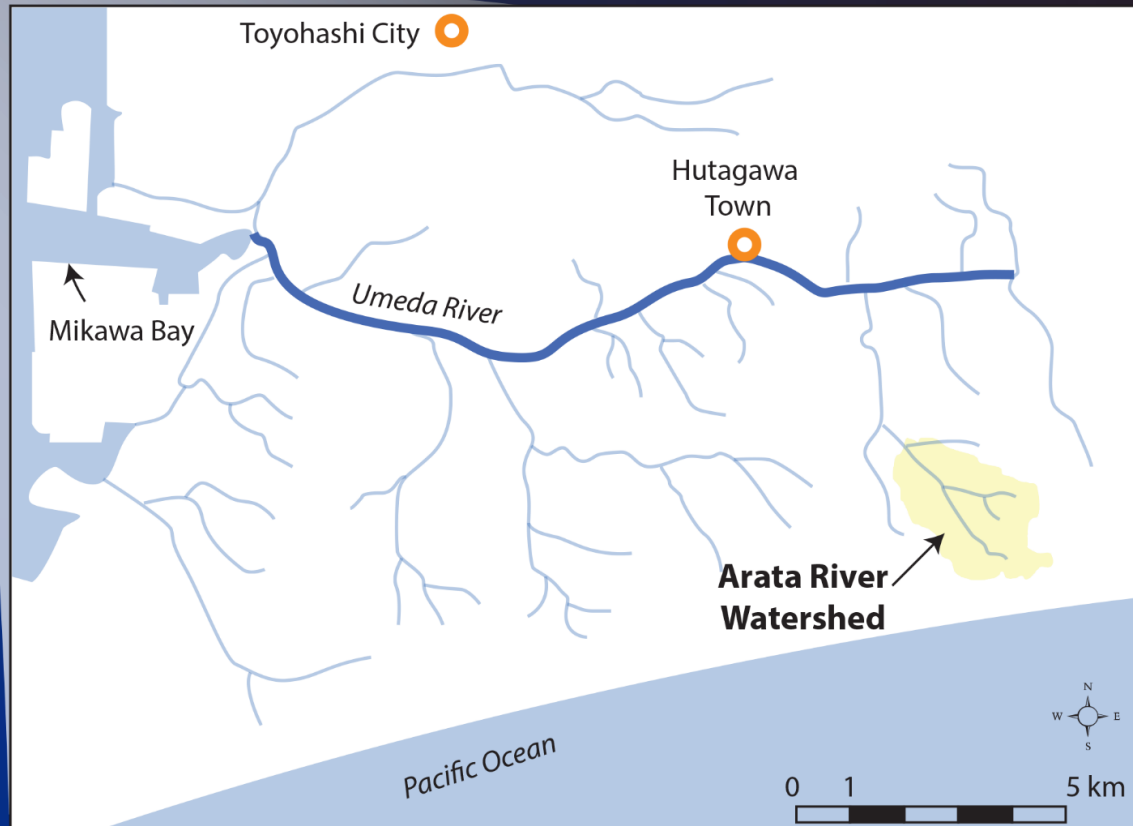 Toyohashi City
Hutagawa
Town
Umeda River
Mikawa Bay
Arata River
Watershed
Pacific Ocean
N
W E
S
0 1 5 km